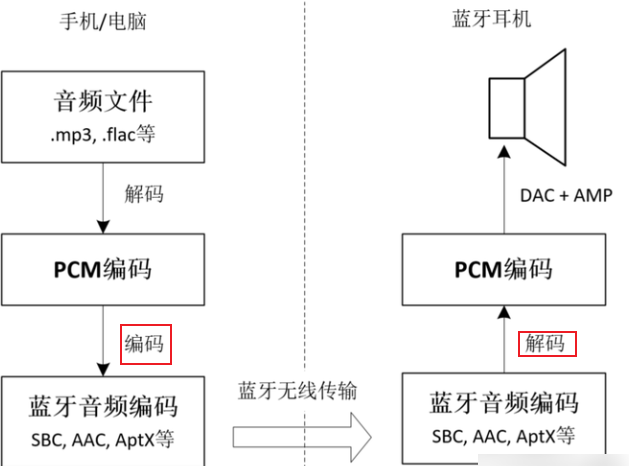 手机/电脑
蓝牙耳机
音频文件
.mp3, .flac等
解码
DAC + AMP
PCM编码
PCM编码
编码
解码
蓝牙无线传输
蓝牙音频编码
SBC, AAC, AptX等
蓝牙音频编码
SBC, AAC, AptX等